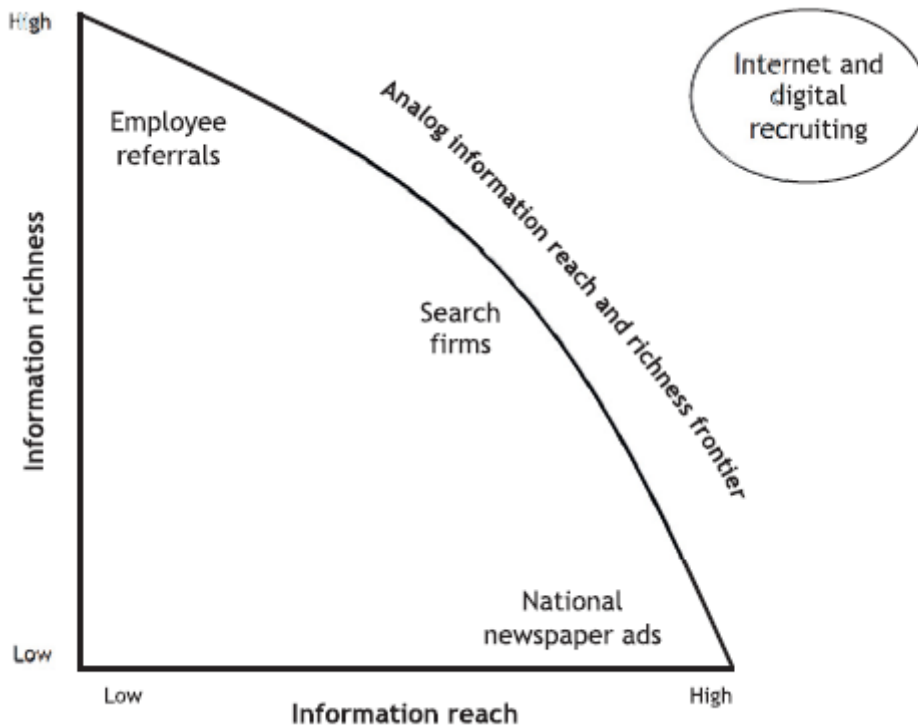 High
Internet and
digital
recruiting
Analog information reach and richness frontier
Employee
referrals
Information richness
Search
firms
National
newspaper ads
Low
Low
High
Information reach